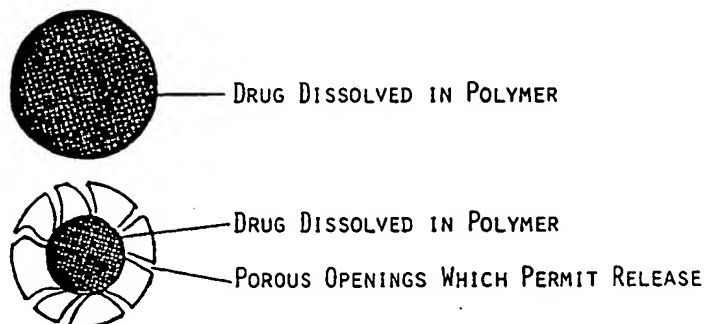 Drug Dissolved in Polymer
Drug Dissolved in Polymer
Porous Openings Which Permit Release